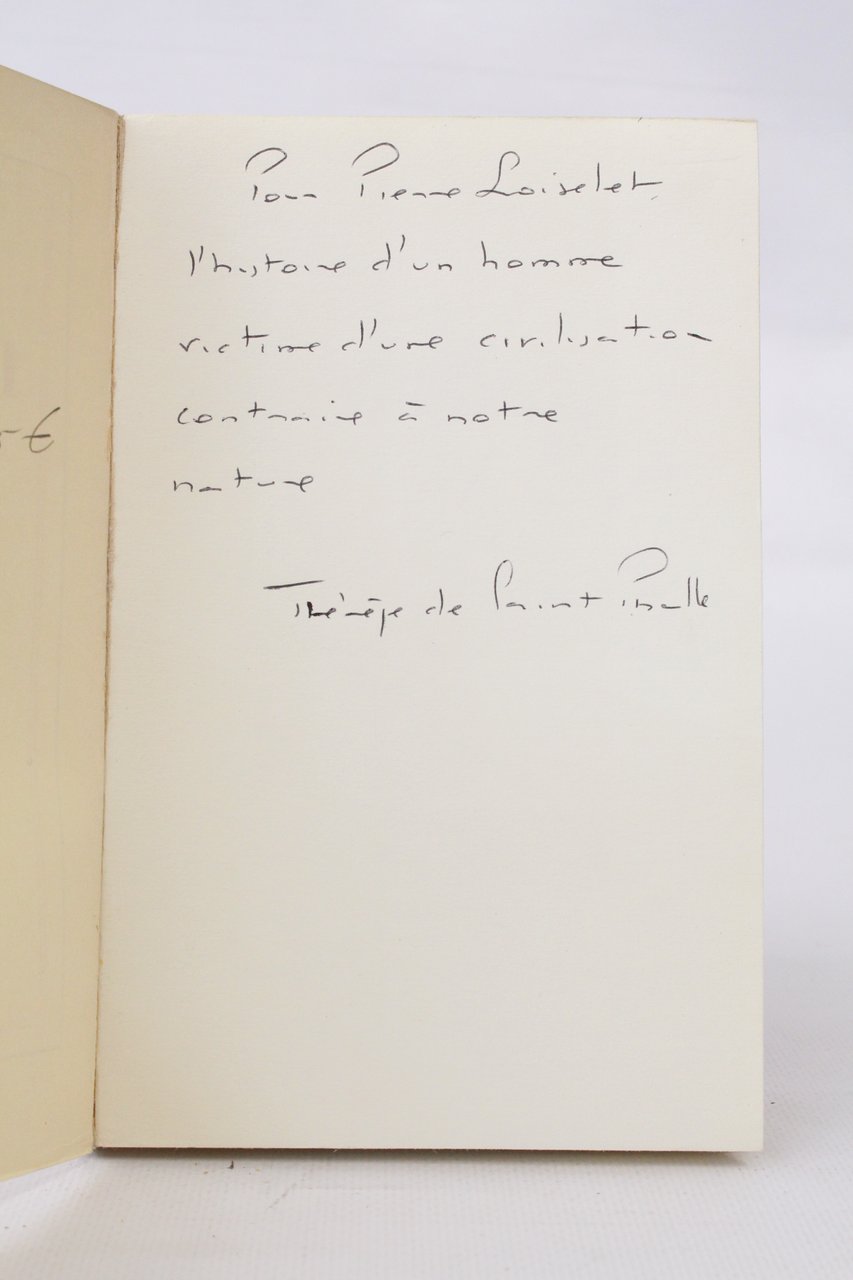 Pour Pierre Loiselet,
l'histoire d'un homme
victime d'une civilisation
contraire à notre
nature
Thérèse de Saint Phalle
€